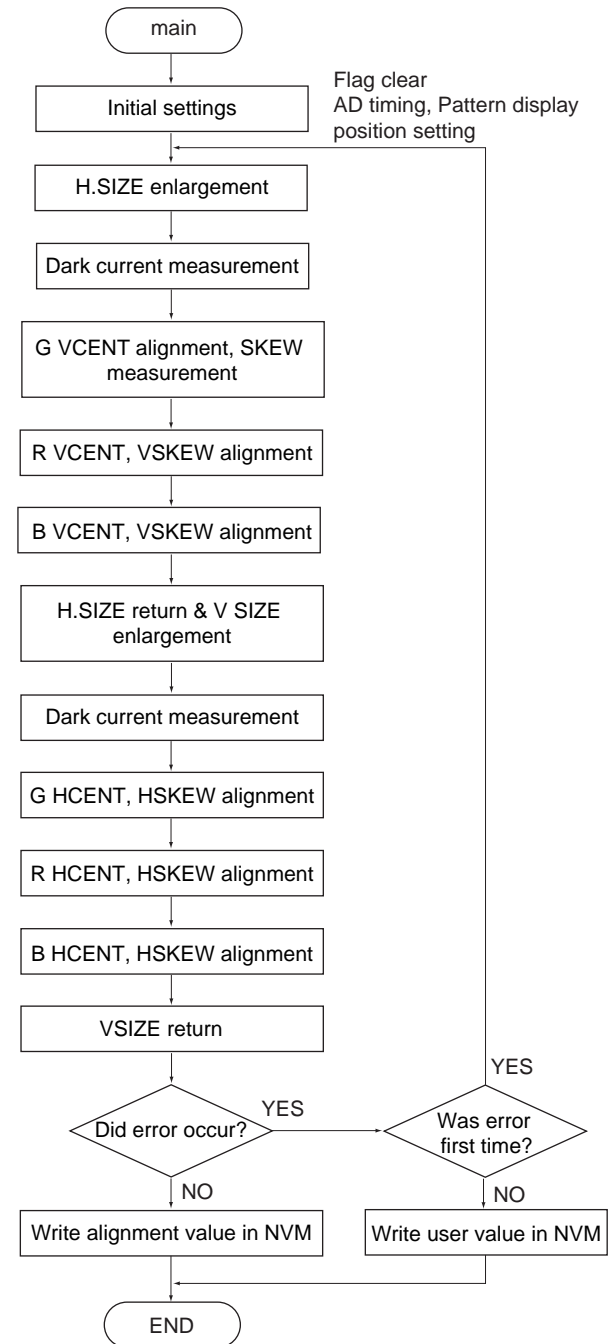 main
Flag clear
AD timing, Pattern display
position setting
Initial settings
H.SIZE enlargement
Dark current measurement
G VCENT alignment, SKEW
measurement
R VCENT, VSKEW alignment
B VCENT, VSKEW alignment
H.SIZE return & V SIZE
enlargement
Dark current measurement
G HCENT, HSKEW alignment
R HCENT, HSKEW alignment
B HCENT, HSKEW alignment
VSIZE return
YES
Did error occur?
YES
Was error
first time?
NO
NO
Write alignment value in NVM
Write user value in NVM
END